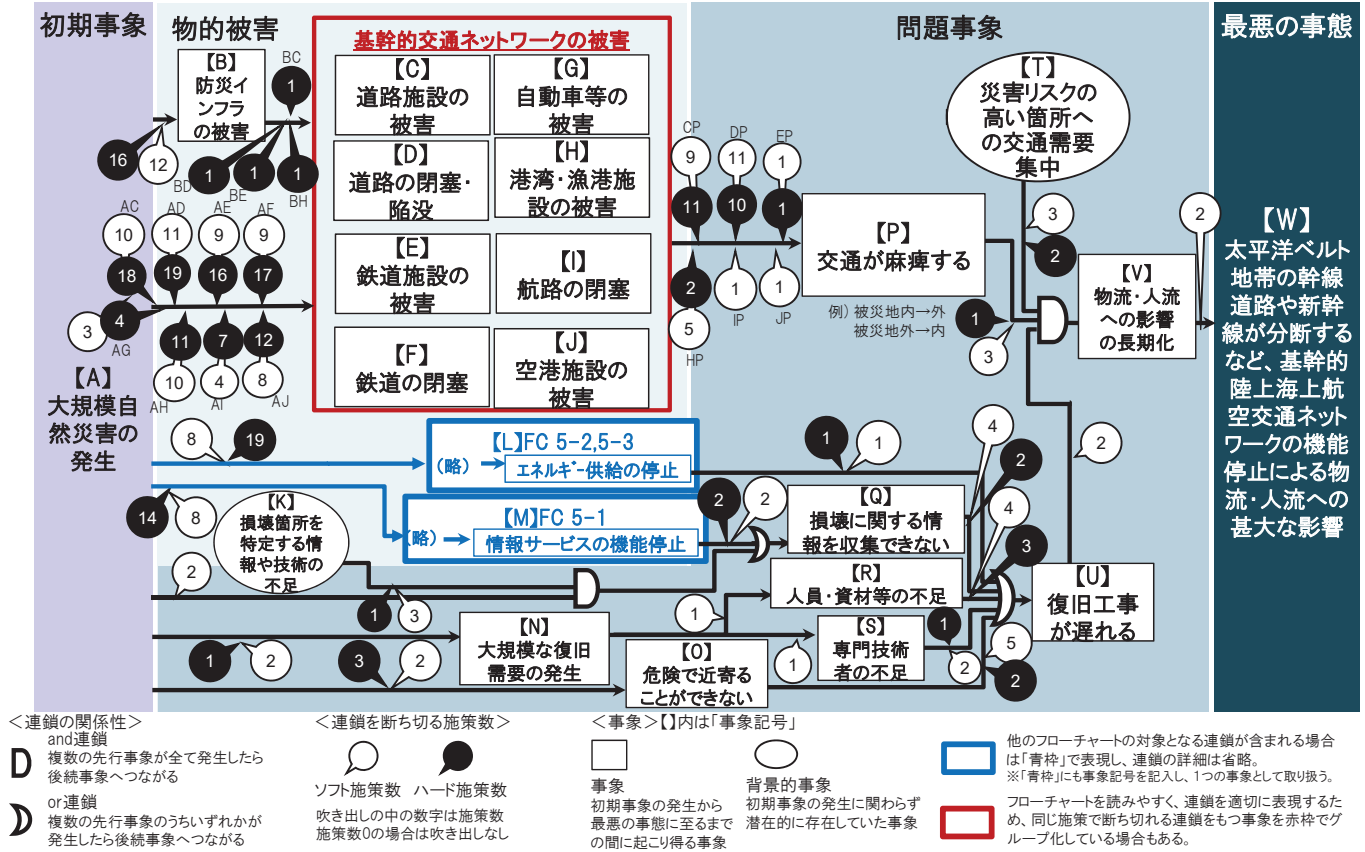 初期事象
物的被害
問題事象
最悪の事態
【B】
防災イ
ンフラ
の被害
BC
1
16
12
BD
1
BE
1
1
BH
基幹的交通ネットワークの被害
【C】
道路施設の
被害
【G】
自動車等の
被害
【D】
道路の閉塞・
陥没
【H】
港湾・漁港施
設の被害
【E】
鉄道施設の
被害
【I】
航路の閉塞
【F】
鉄道の閉塞
【J】
空港施設の
被害
AC
AD
AE
AF
10
11
9
9
18
19
16
17
3
4
AG
11
7
12
10
4
8
AH
AI
AJ
【A】
大規模自
然災害の
発生
CP
DP
EP
9
11
1
11
10
1
2
1
1
5
IP
JP
HP
【P】
交通が麻痺する
例) 被災地内→外
被災地外→内
【T】
災害リスクの
高い箇所へ
の交通需要
集中
3
2
1
3
【V】
物流・人流
への影響
の長期化
2
【W】
太平洋ベルト
地帯の幹線
道路や新幹
線が分断する
など、基幹的
陸上海上航
空交通ネット
ワークの機能
停止による物
流・人流への
甚大な影響
8
19
【L】FC 5-2,5-3
(略)
エネルギー供給の停止
1
1
14
8
【M】FC 5-1
(略)
情報サービスの機能停止
2
2
【K】
損壊箇所を
特定する情
報や技術の
不足
2
1
3
【Q】
損壊に関する情
報を収集できない
4
2
4
3
【R】
人員・資材等の不足
1
【N】
大規模な復旧
需要の発生
1
2
3
2
【O】
危険で近寄る
ことができない
1
【S】
専門技術
者の不足
1
2
5
2
【U】
復旧工事
が遅れる
2
＜連鎖の関係性＞
and連鎖
複数の先行事象が全て発生したら
後続事象へつながる
or連鎖
複数の先行事象のうちいずれかが
発生したら後続事象へつながる
＜連鎖を断ち切る施策数＞
ソフト施策数 ハード施策数
吹き出しの中の数字は施策数
施策数0の場合は吹き出しなし
＜事象＞【】内は「事象記号」
事象
初期事象の発生から
最悪の事態に至るまで
の間に起こり得る事象
背景的事象
初期事象の発生に関わらず
潜在的に存在していた事象
他のフローチャートの対象となる連鎖が含まれる場合
は「青枠」で表現し、連鎖の詳細は省略。
※「青枠」にも事象記号を記入し、1つの事象として取り扱う。
フローチャートを読みやすく、連鎖を適切に表現するた
め、同じ施策で断ち切れる連鎖をもつ事象を赤枠でグ
ループ化している場合もある。